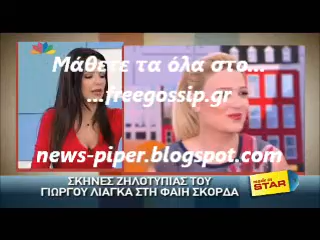 Μάθετε τα όλα στο...
...freegossip.gr
news-piper.blogspot.com
ΣΚΗΝΕΣ ΖΗΛΟΤΥΠΙΑΣ ΤΟΥ
ΓΙΩΡΓΟΥ ΛΙΑΓΚΑ ΣΤΗ ΦΑΙΗ ΣΚΟΡΔΑ
made in
STAR